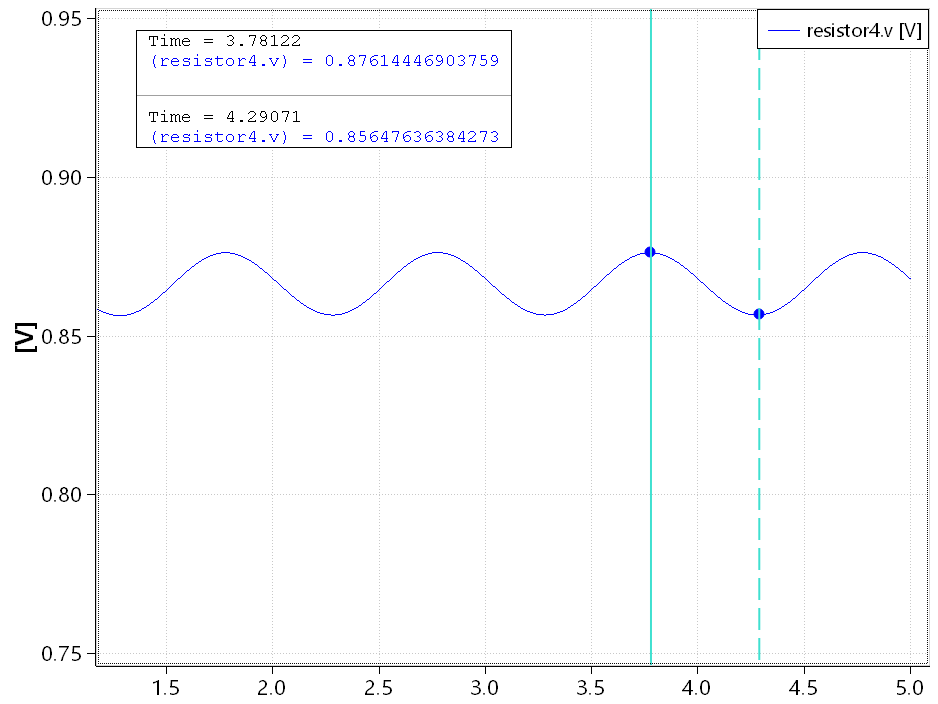 0.95
0.90
0.85
0.80
0.75
[V]
Time = 3.78122
(resistor4.v) = 0.87614446903759
Time = 4.29071
(resistor4.v) = 0.85647636384273
resistor4.v [V]
1.5 2.0 2.5 3.0 3.5 4.0 4.5 5.0